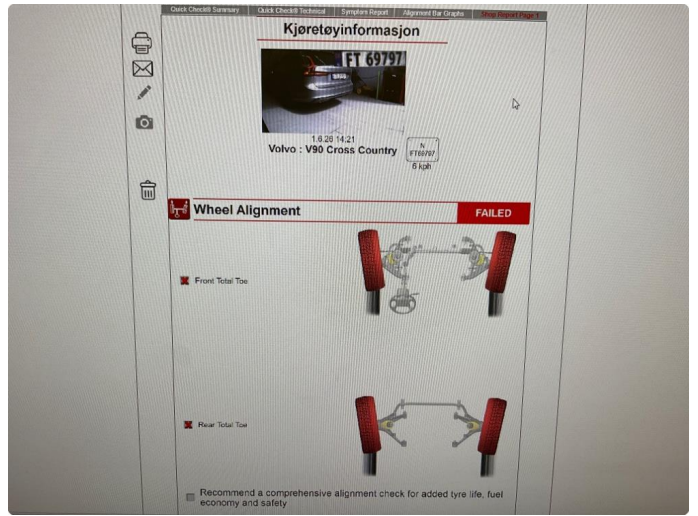 Quick Check® Summary
Quick Check® Technical
Symptom Report
Alignment Bar Graphs
Shop Report Page 1
Kjøretøyinformasjon
FT 69797
1.6.26 14.21
Volvo : V90 Cross Country
N
FT69797
6 kph
Wheel Alignment
FAILED
Front Total Toe
Rear Total Toe
Recommend a comprehensive alignment check for added tyre life, fuel
economy and safety